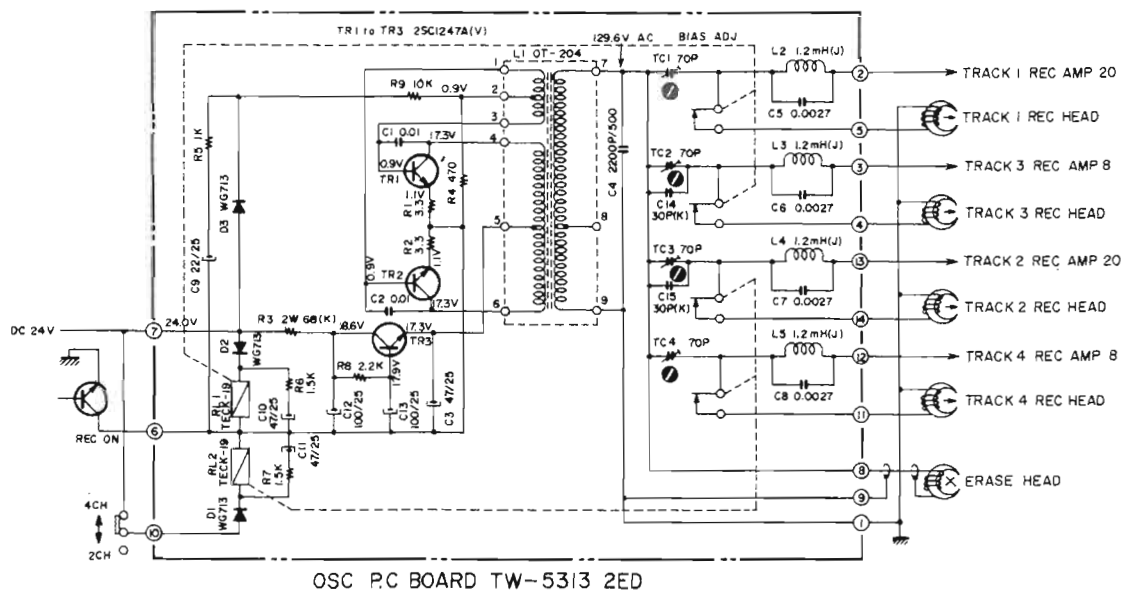 TR1 to TR3 2SC1247A(V)
L1 OT-204
129.6V AC
BIAS ADJ
TC1 70P
L2 1.2mH(J)
C5 0.0027
2
TRACK 1 REC AMP 20
5
TRACK 1 REC HEAD
1
2
3
4
5
6
7
8
9
R9 10K
0.9V
R5 1K
C1 0.01
17.3V
0.9V
TR1
1.1V
R1
3.3
R4 470
R2
3.3
1.1V
D3 WG713
C9 22/25
0.9V
TR2
C2 0.01
17.3V
C4 2200P/500
TC2 70P
C14
30P(K)
L3 1.2mH(J)
C6 0.0027
3
TRACK 3 REC AMP 8
4
TRACK 3 REC HEAD
TC3 70P
C15
30P(K)
L4 1.2mH(J)
C7 0.0027
13
TRACK 2 REC AMP 20
14
TRACK 2 REC HEAD
DC 24V
7
24.0V
R3 2W 68(K)
18.6V
17.3V
TR3
R8 2.2K
17.9V
D2
WG713
R6
1.5K
RL1
TECK-19
C10
47/25
C12
100/25
C13
100/25
C3 47/25
TC4 70P
L5 1.2mH(J)
C8 0.0027
12
TRACK 4 REC AMP 8
11
TRACK 4 REC HEAD
REC ON
6
RL2
TECK-19
C11
47/25
R7
1.5K
D1
WG713
4CH
2CH
10
8
ERASE HEAD
9
1
OSC P.C BOARD TW-5313 2ED